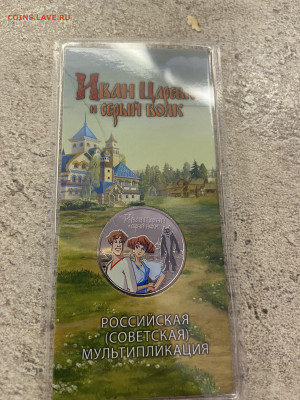 COINS.LAVE.RU
ИВАН ЦАРЕВИЧ
И СЕРЫЙ ВОЛК
РОССИЙСКАЯ
(СОВЕТСКАЯ)
МУЛЬТИПЛИКАЦИЯ